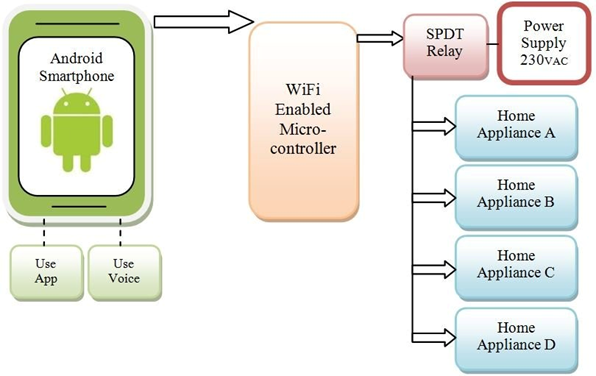 Android
Smartphone
Use
App
Use
Voice
WiFi
Enabled
Micro-
controller
SPDT
Relay
Power
Supply
230VAC
Home
Appliance A
Home
Appliance B
Home
Appliance C
Home
Appliance D